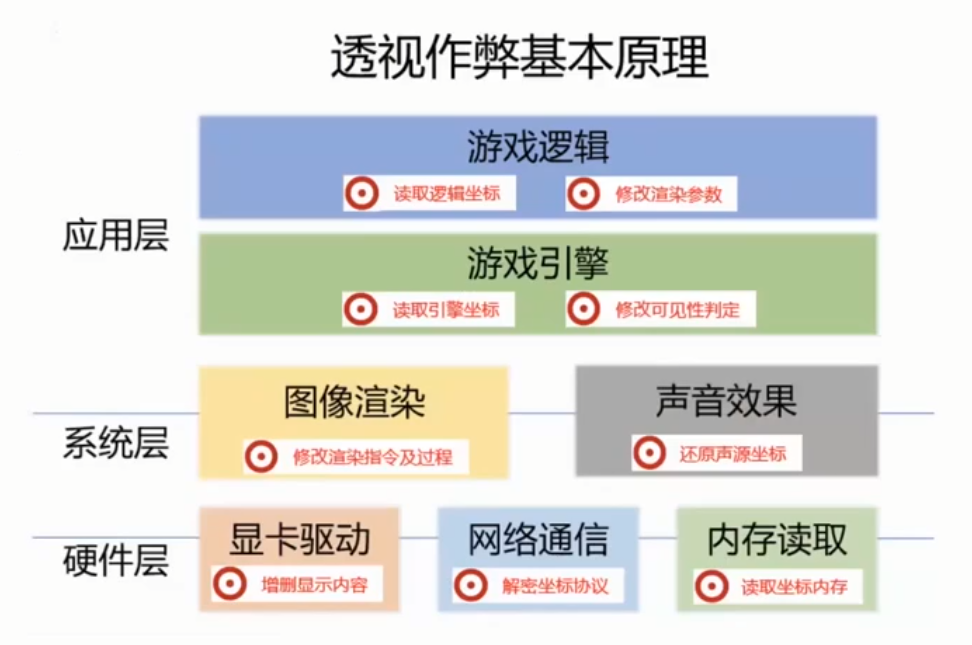 透视作弊基本原理
应用层
游戏逻辑
读取逻辑坐标
修改渲染参数
游戏引擎
读取引擎坐标
修改可见性判定
系统层
图像渲染
修改渲染指令及过程
声音效果
还原声源坐标
硬件层
显卡驱动
增删显示内容
网络通信
解密坐标协议
内存读取
读取坐标内存